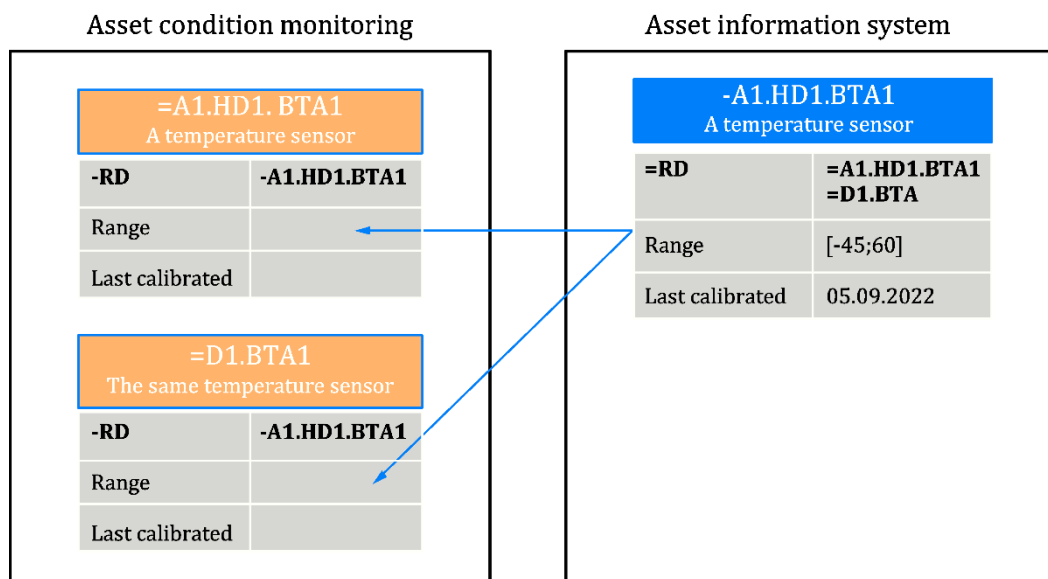 Asset condition monitoring
=A1.HD1. BTA1
A temperature sensor
-RD -A1.HD1.BTA1
Range
Last calibrated
=D1.BTA1
The same temperature sensor
-RD -A1.HD1.BTA1
Range
Last calibrated
Asset information system
-A1.HD1.BTA1
A temperature sensor
=RD =A1.HD1.BTA1
=D1.BTA
Range [-45;60]
Last calibrated 05.09.2022